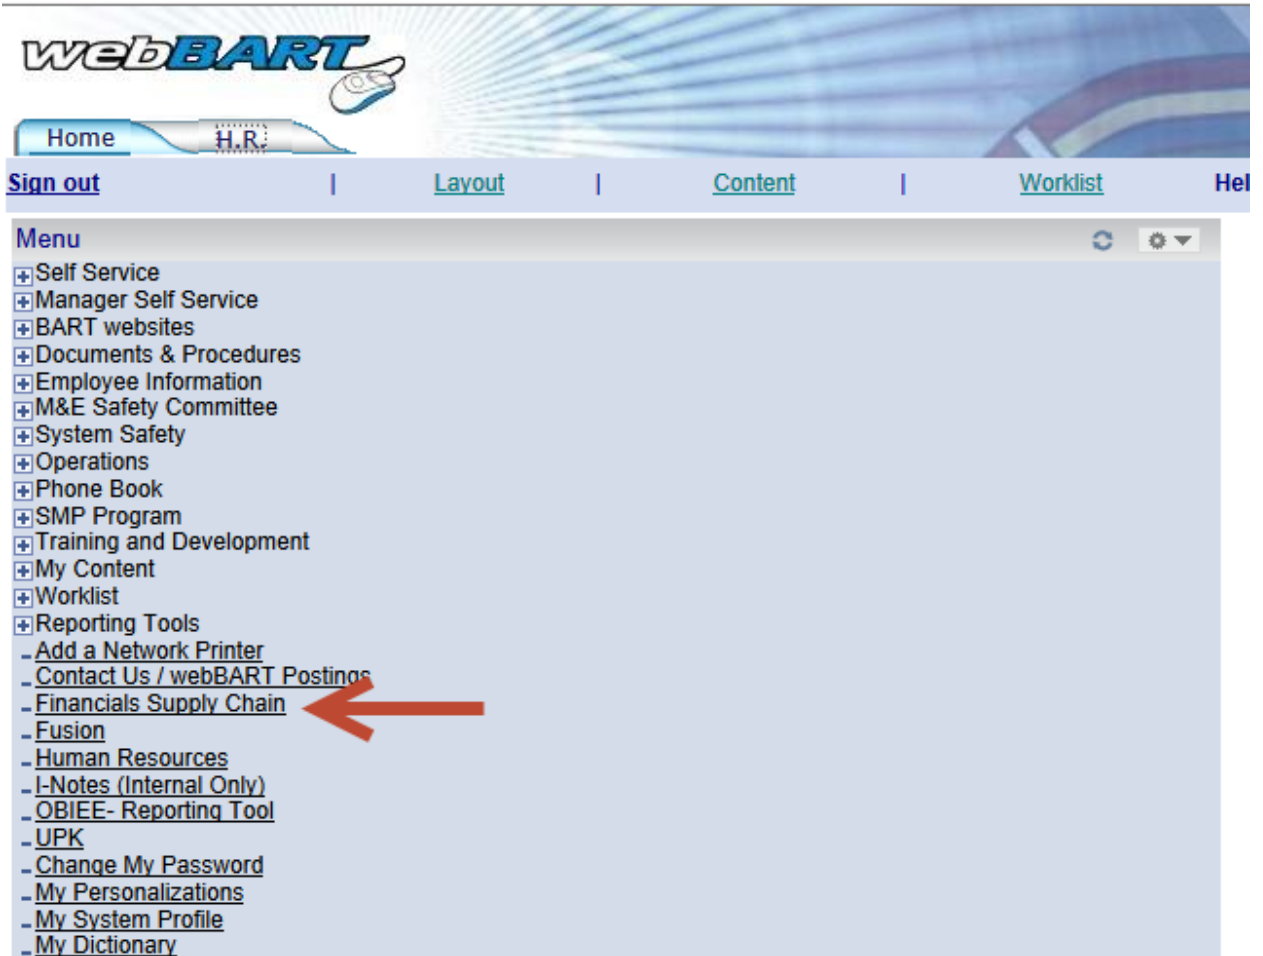 webBART
Home H.R.
Sign out | Layout | Content | Worklist Hel
Menu
Self Service
Manager Self Service
BART websites
Documents & Procedures
Employee Information
M&E Safety Committee
System Safety
Operations
Phone Book
SMP Program
Training and Development
My Content
Worklist
Reporting Tools
Add a Network Printer
Contact Us / webBART Postings
Financials Supply Chain
Fusion
Human Resources
I-Notes (Internal Only)
OBIEE- Reporting Tool
UPK
Change My Password
My Personalizations
My System Profile
My Dictionary